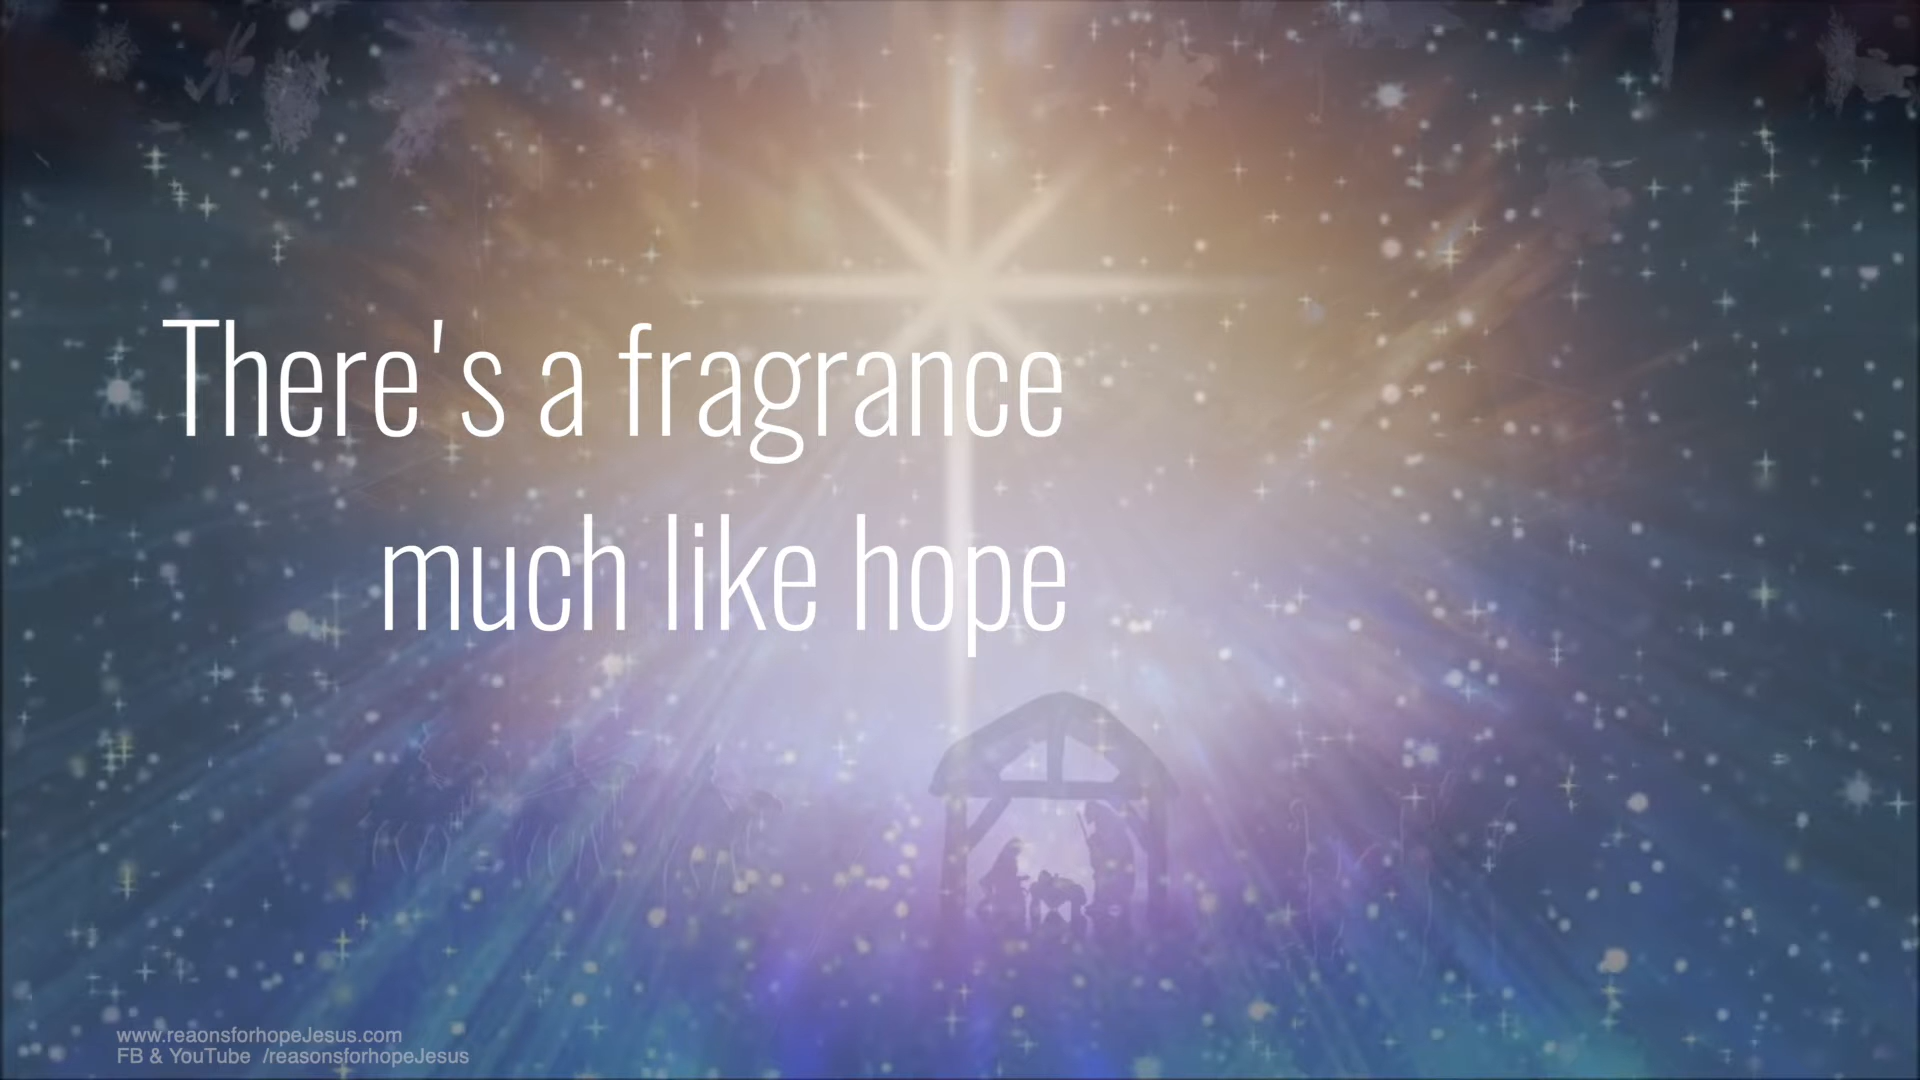 There's a fragrance
much like hope
www.reaonsforhopeJesus.com
FB & YouTube /reasonsforhopeJesus